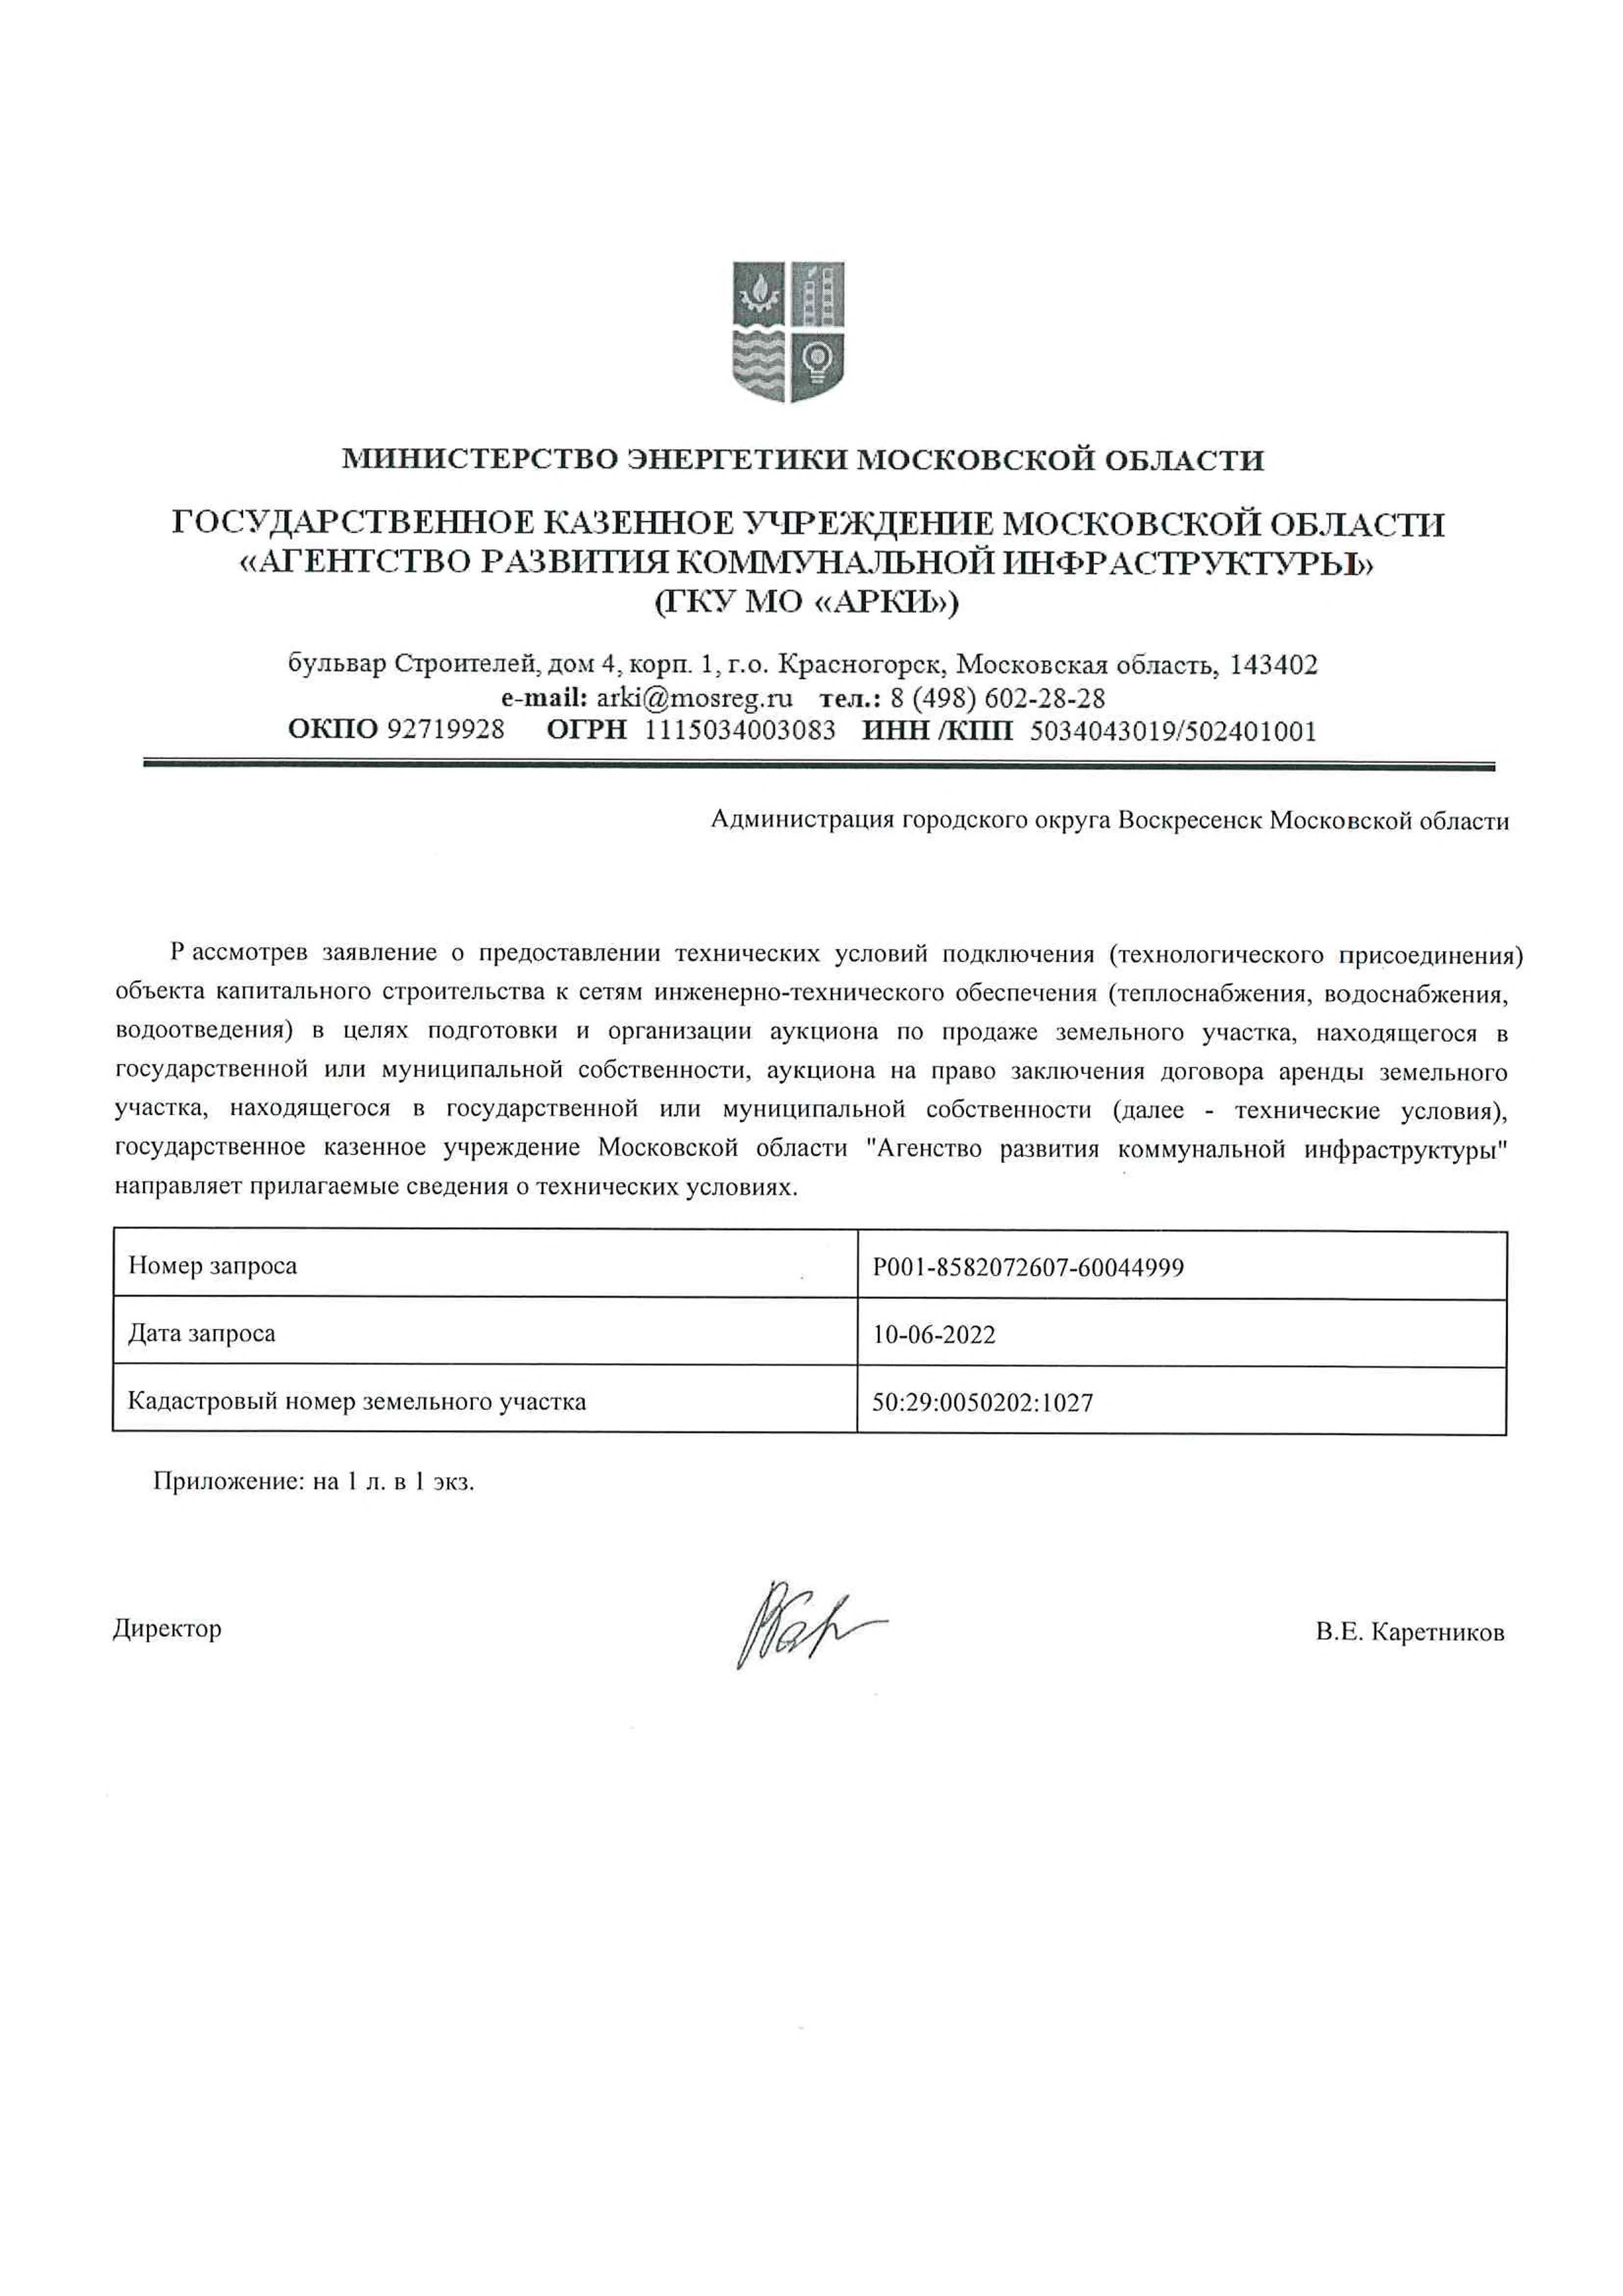 МИНИСТЕРСТВО ЭНЕРГЕТИКИ МОСКОВСКОЙ ОБЛАСТИ
ГОСУДАРСТВЕННОЕ КАЗЕННОЕ УЧРЕЖДЕНИЕ МОСКОВСКОЙ ОБЛАСТИ
«АГЕНТСТВО РАЗВИТИЯ КОММУНАЛЬНОЙ ИНФРАСТРУКТУРЫ»
(ГКУ МО «АРКИ»)
бульвар Строителей, дом 4, корп. 1, г.о. Красногорск, Московская область, 143402
e-mail: arki@mosreg.ru тел.: 8 (498) 602-28-28
ОКПО 92719928 ОГРН 1115034003083 ИНН /КПП 5034043019/502401001
Администрация городского округа Воскресенск Московской области
Р ассмотрев заявление о предоставлении технических условий подключения (технологического присоединения)
объекта капитального строительства к сетям инженерно-технического обеспечения (теплоснабжения, водоснабжения,
водоотведения) в целях подготовки и организации аукциона по продаже земельного участка, находящегося в
государственной или муниципальной собственности, аукциона на право заключения договора аренды земельного
участка, находящегося в государственной или муниципальной собственности (далее - технические условия),
государственное казенное учреждение Московской области "Агенство развития коммунальной инфраструктуры"
направляет прилагаемые сведения о технических условиях.
Номер запроса P001-8582072607-60044999
Дата запроса 10-06-2022
Кадастровый номер земельного участка 50:29:0050202:1027
Приложение: на 1 л. в 1 экз.
Директор В.Е. Каретников